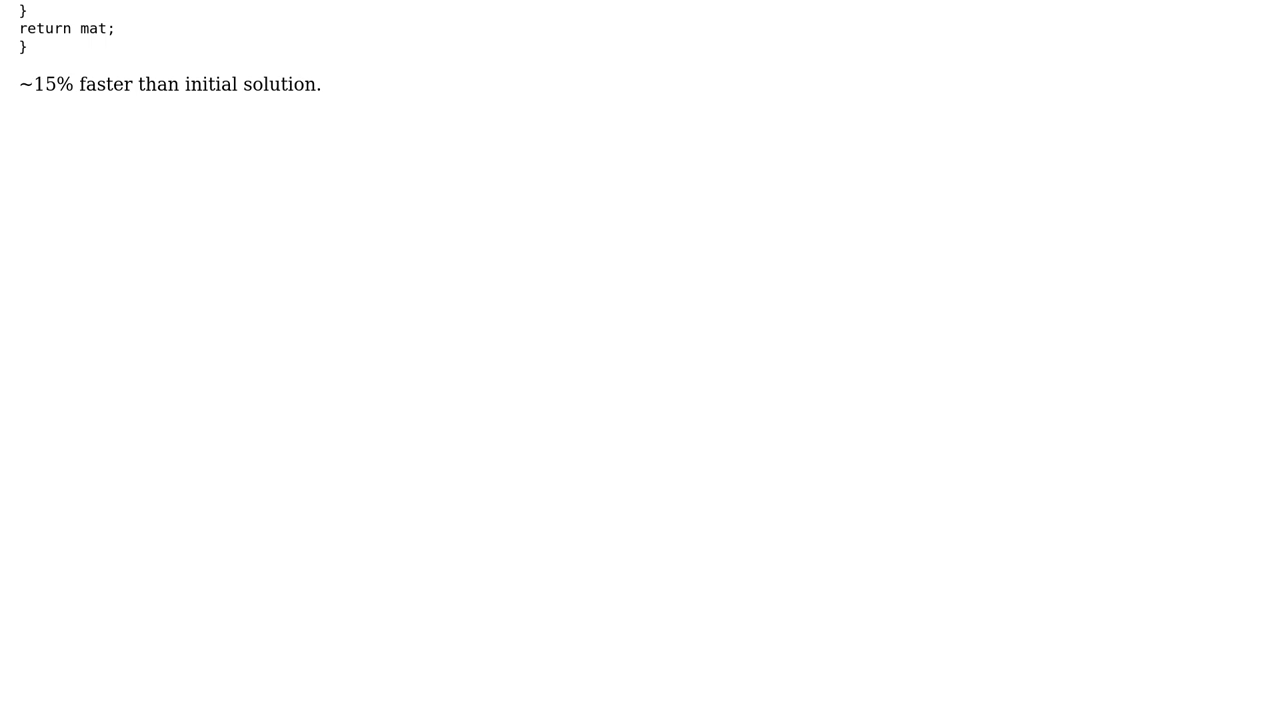 }
return mat;
}
~15% faster than initial solution.